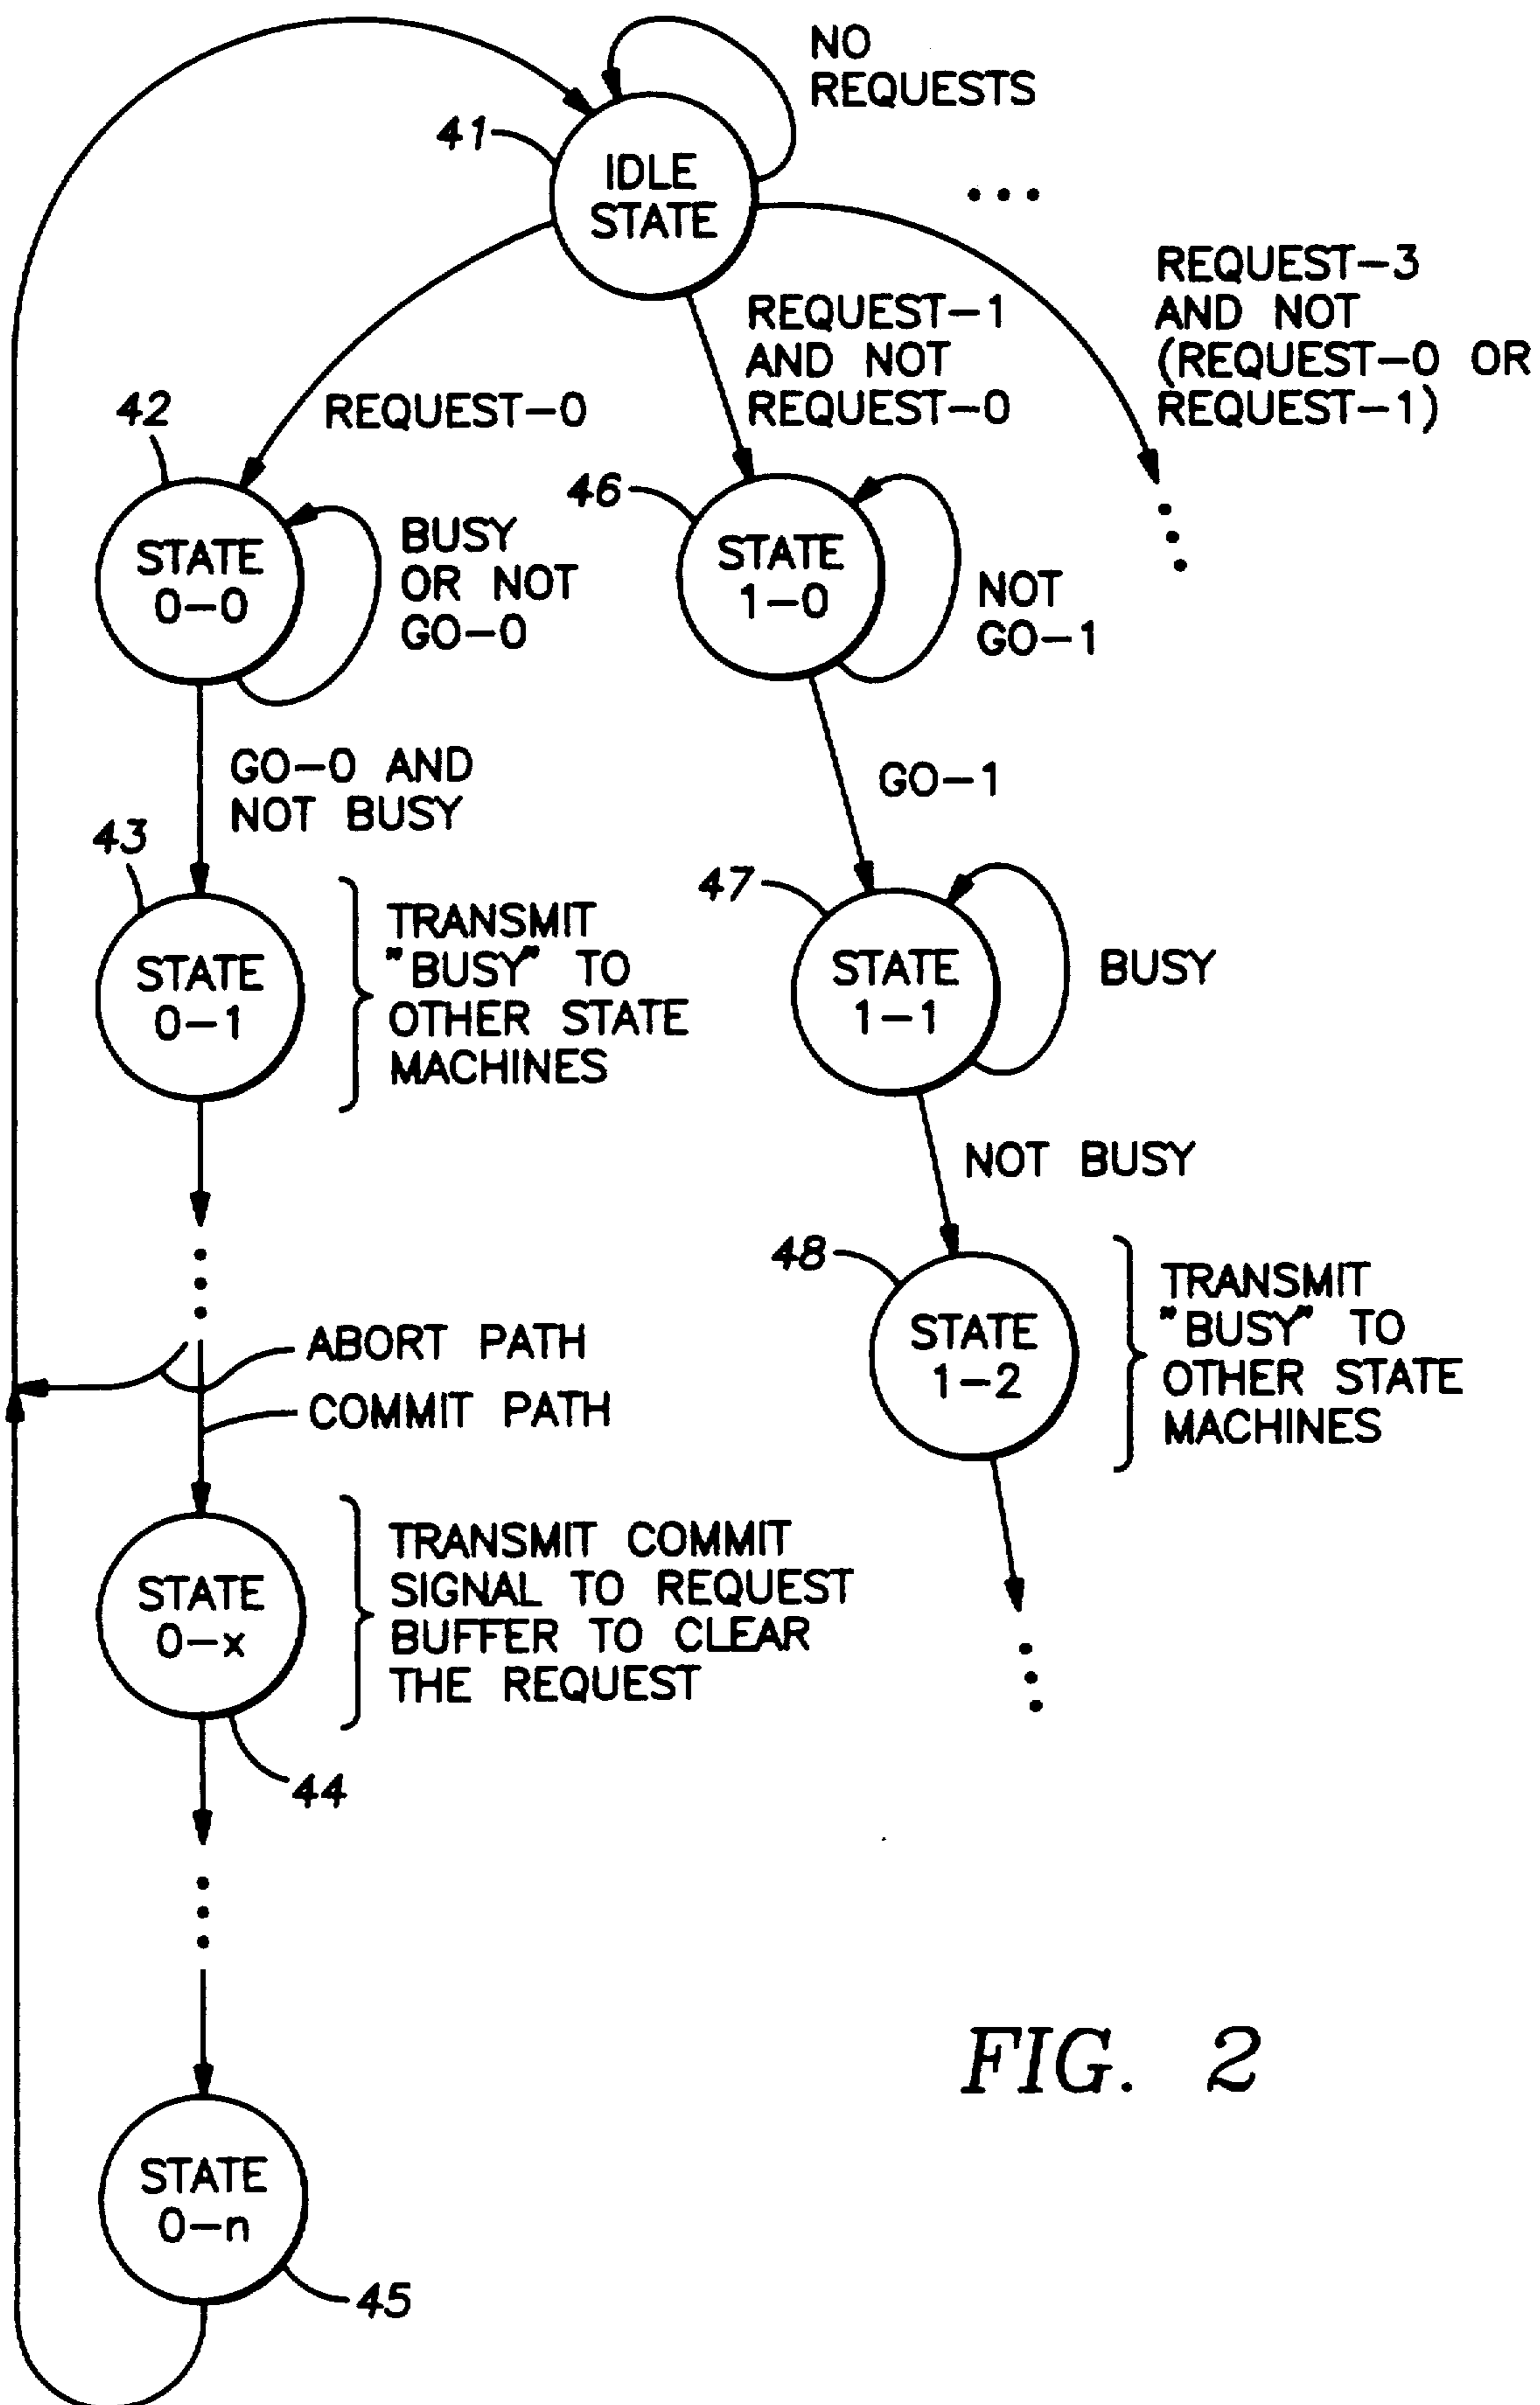 NO
REQUESTS
41
IDLE
STATE
REQUEST-3
AND NOT
(REQUEST-0 OR
REQUEST-1)
REQUEST-1
AND NOT
REQUEST-0
REQUEST-0
42
STATE
0-0
BUSY
OR NOT
GO-0
46
STATE
1-0
NOT
GO-1
GO-0 AND
NOT BUSY
GO-1
43
STATE
0-1
TRANSMIT
"BUSY" TO
OTHER STATE
MACHINES
47
STATE
1-1
BUSY
NOT BUSY
48
STATE
1-2
TRANSMIT
"BUSY" TO
OTHER STATE
MACHINES
ABORT PATH
COMMIT PATH
STATE
0-x
TRANSMIT COMMIT
SIGNAL TO REQUEST
BUFFER TO CLEAR
THE REQUEST
44
STATE
0-n
45
FIG. 2